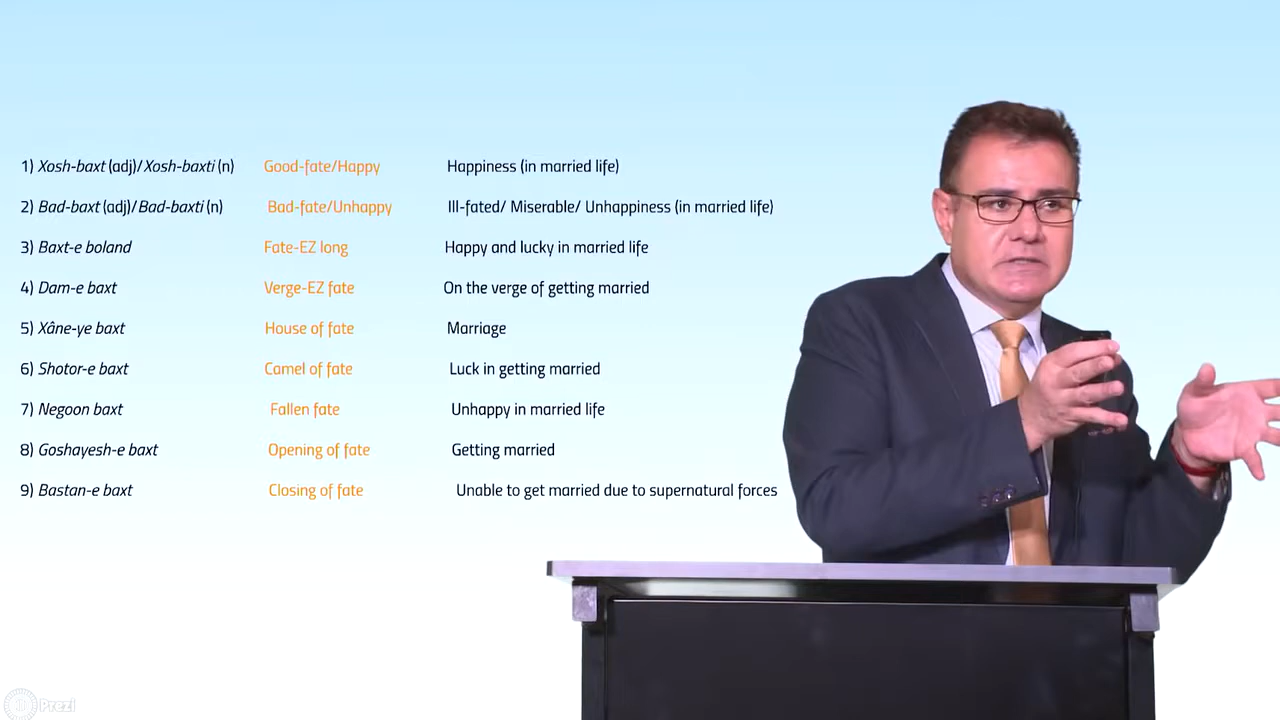 1) Xosh-baxt (adj)/Xosh-baxti (n) Good-fate/Happy Happiness (in married life)
2) Bad-baxt (adj)/Bad-baxti (n) Bad-fate/Unhappy Ill-fated/ Miserable/ Unhappiness (in married life)
3) Baxt-e boland Fate-EZ long Happy and lucky in married life
4) Dam-e baxt Verge-EZ fate On the verge of getting married
5) Xâne-ye baxt House of fate Marriage
6) Shotor-e baxt Camel of fate Luck in getting married
7) Negoon baxt Fallen fate Unhappy in married life
8) Goshayesh-e baxt Opening of fate Getting married
9) Bastan-e baxt Closing of fate Unable to get married due to supernatural forces
Prezi